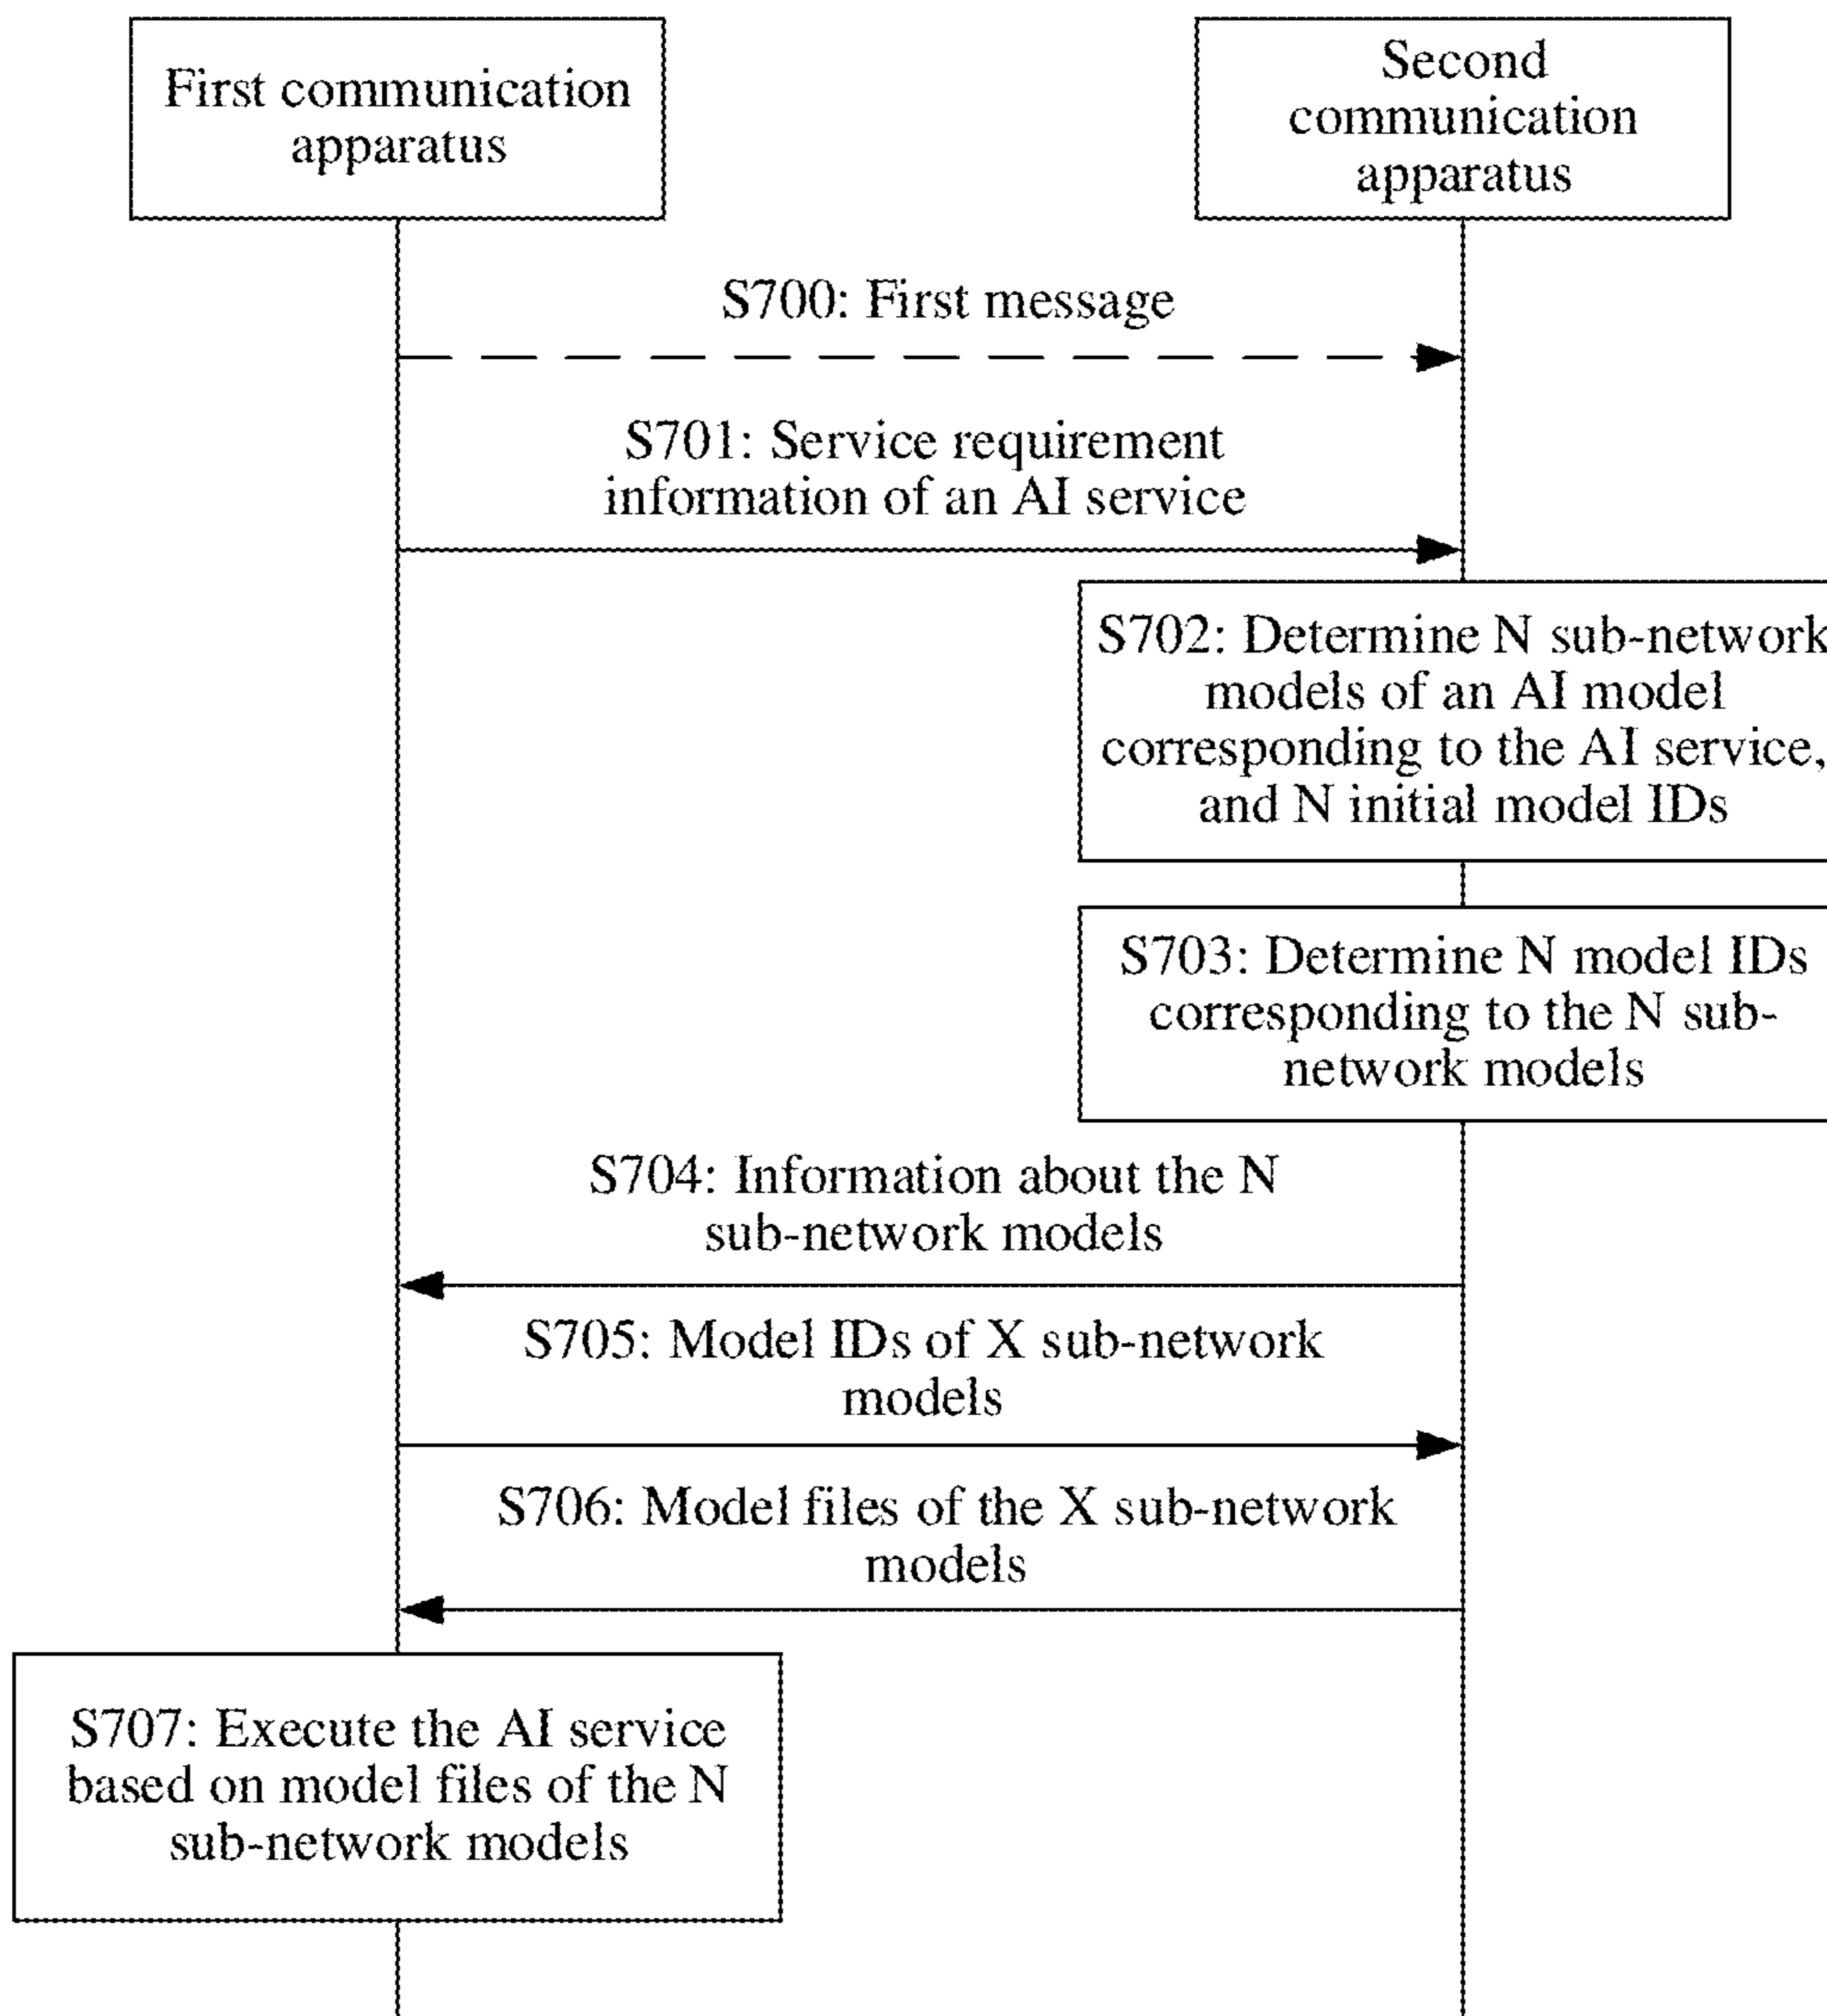 First communication
apparatus
Second
communication
apparatus
S700: First message
S701: Service requirement
information of an AI service
S702: Determine N sub-network
models of an AI model
corresponding to the AI service,
and N initial model IDs
S703: Determine N model IDs
corresponding to the N sub-
network models
S704: Information about the N
sub-network models
S705: Model IDs of X sub-network
models
S706: Model files of the X sub-network
models
S707: Execute the AI service
based on model files of the N
sub-network models